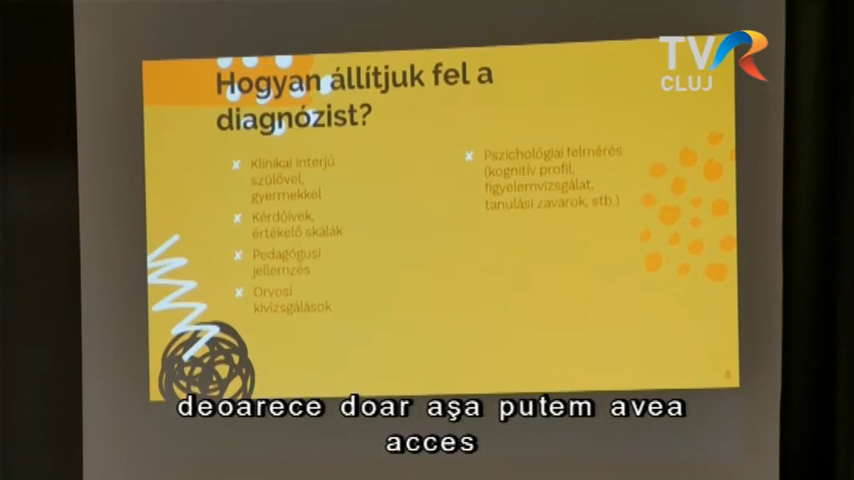 TVR
CLUJ
Hogyan állítjuk fel a
diagnózist?
Klinikai interjú
szülővel,
gyermekkel
Kérdőívek,
értékelő skálák
Pedagógusi
jellemzés
Orvosi
kivizsgálások
Pszichológiai felmérés
(kognitív profil,
figyelemvizsgálat,
tanulási zavarok, stb.)
8
deoarece doar aşa putem avea
acces